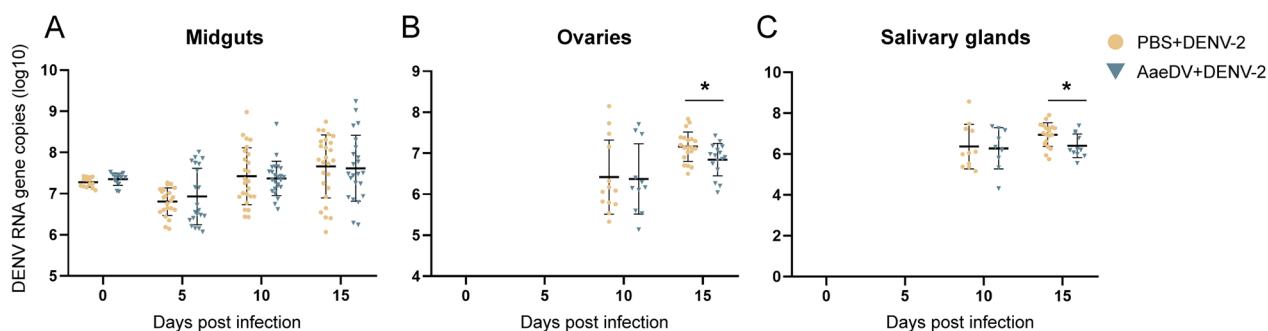 A
Midguts
DENV RNA gene copies (log10)
10
9
8
7
6
5
0 5 10 15
Days post infection
B
Ovaries
9
8
7
6
5
4
*
0 5 10 15
Days post infection
C
Salivary glands
10
8
6
4
2
0
*
0 5 10 15
Days post infection
PBS+DENV-2
AaeDV+DENV-2